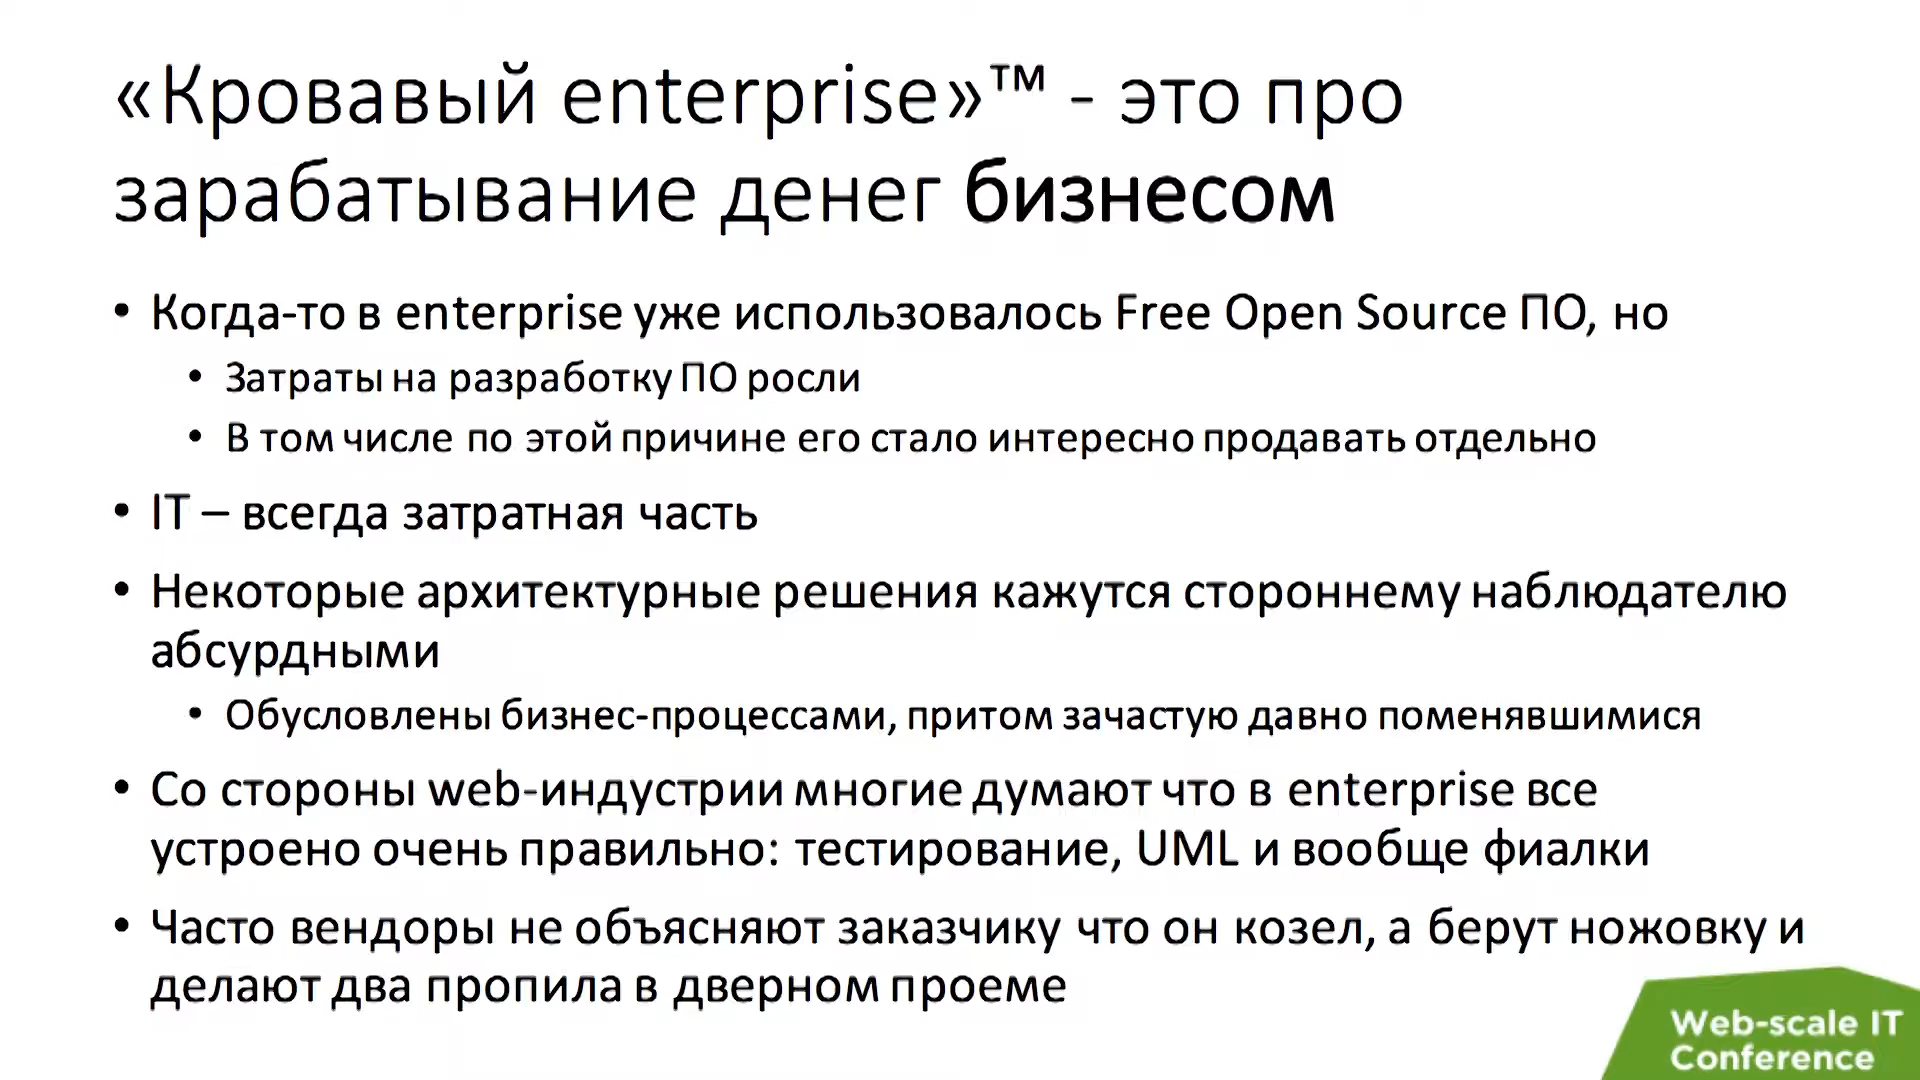 «Кровавый enterprise»™ - это про
зарабатывание денег бизнесом
• Когда-то в enterprise уже использовалось Free Open Source ПО, но
• Затраты на разработку ПО росли
• В том числе по этой причине его стало интересно продавать отдельно
• IT – всегда затратная часть
• Некоторые архитектурные решения кажутся стороннему наблюдателю
абсурдными
• Обусловлены бизнес-процессами, притом зачастую давно поменявшимися
• Со стороны web-индустрии многие думают что в enterprise все
устроено очень правильно: тестирование, UML и вообще фиалки
• Часто вендоры не объясняют заказчику что он козел, а берут ножовку и
делают два пропила в дверном проеме
Web-scale IT
Conference